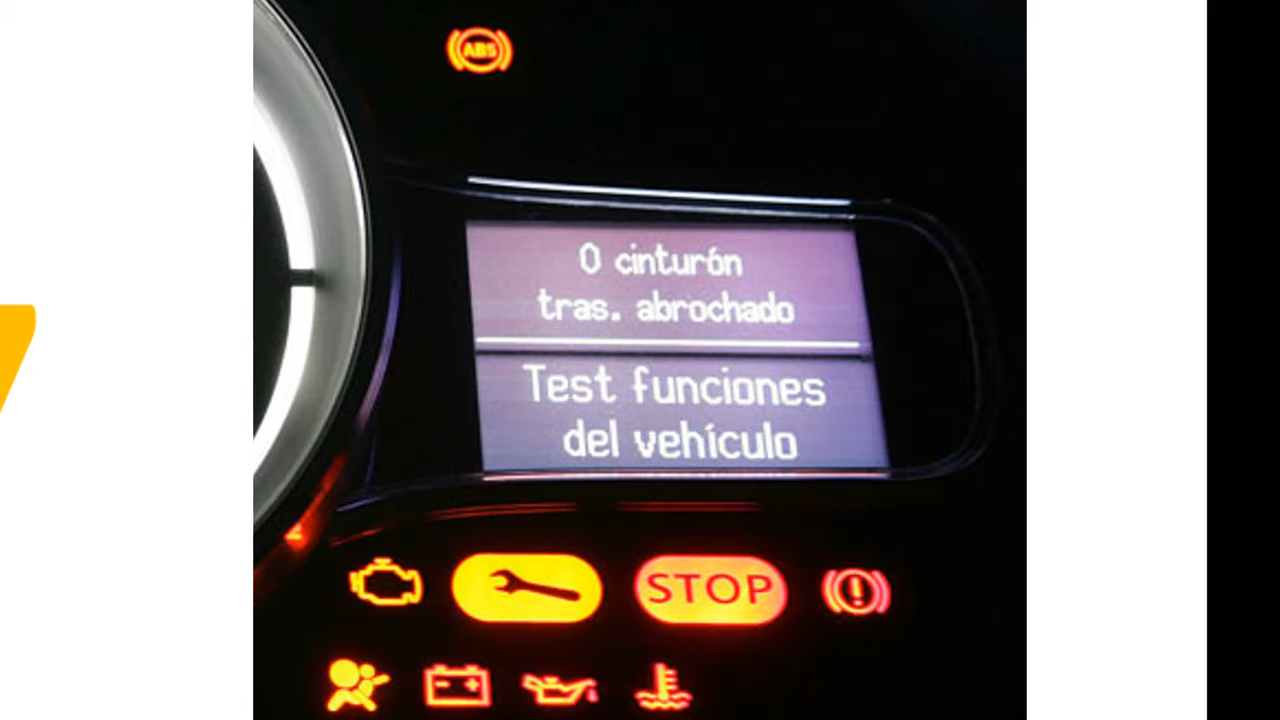 ABS
0 cinturón
tras. abrochado
Test funciones
del vehículo
STOP